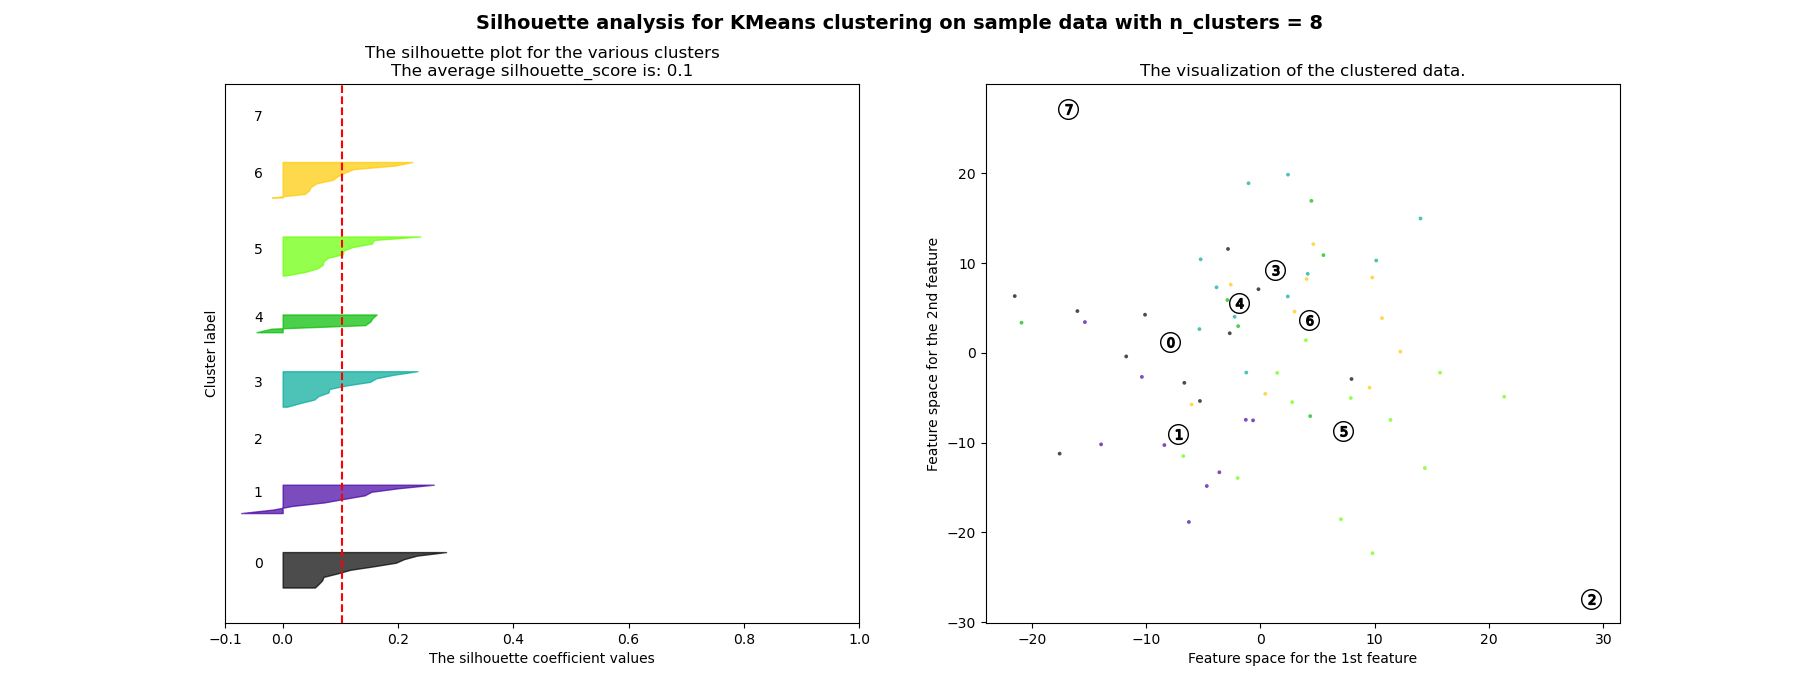 Silhouette analysis for KMeans clustering on sample data with n_clusters = 8
The silhouette plot for the various clusters
The average silhouette_score is: 0.1
7
6
5
4
3
2
1
0
Cluster label
−0.1 0.0 0.2 0.4 0.6 0.8 1.0
The silhouette coefficient values
The visualization of the clustered data.
7
3
4
6
0
1
5
2
20
10
0
−10
−20
−30
Feature space for the 2nd feature
−20 −10 0 10 20 30
Feature space for the 1st feature